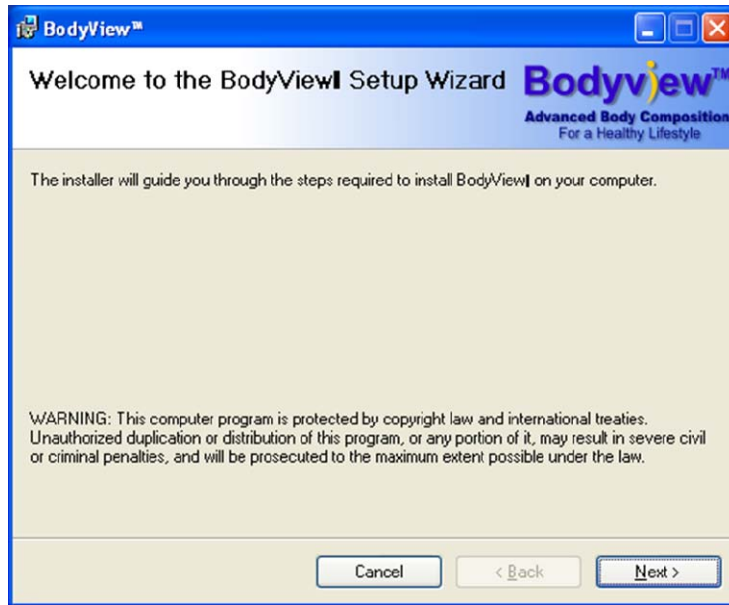 BodyView™
Welcome to the BodyView‖ Setup Wizard
Bodyview™
Advanced Body Composition
For a Healthy Lifestyle
The installer will guide you through the steps required to install BodyView‖ on your computer.
WARNING: This computer program is protected by copyright law and international treaties.
Unauthorized duplication or distribution of this program, or any portion of it, may result in severe civil
or criminal penalties, and will be prosecuted to the maximum extent possible under the law.
Cancel
< Back
Next >